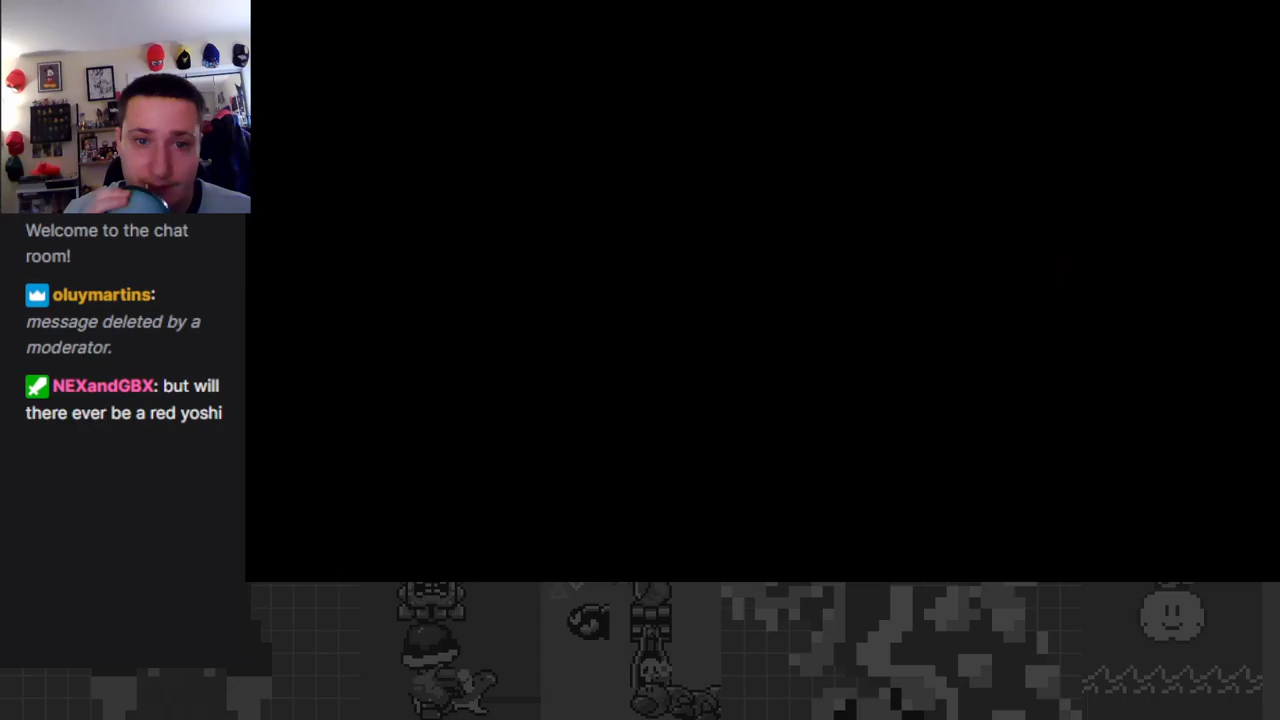 Welcome to the chat
room!
oluymartins:
message deleted by a
moderator.
NEXandGBX: but will
there ever be a red yoshi